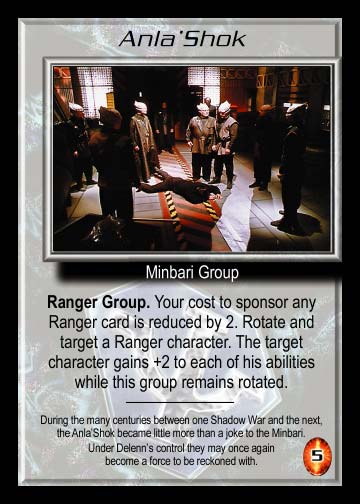 Anla'Shok
Minbari Group
Ranger Group. Your cost to sponsor any
Ranger card is reduced by 2. Rotate and
target a Ranger character. The target
character gains +2 to each of his abilities
while this group remains rotated.
During the many centuries between one Shadow War and the next,
the Anla'Shok became little more than a joke to the Minbari.
Under Delenn's control they may once again
become a force to be reckoned with.
5